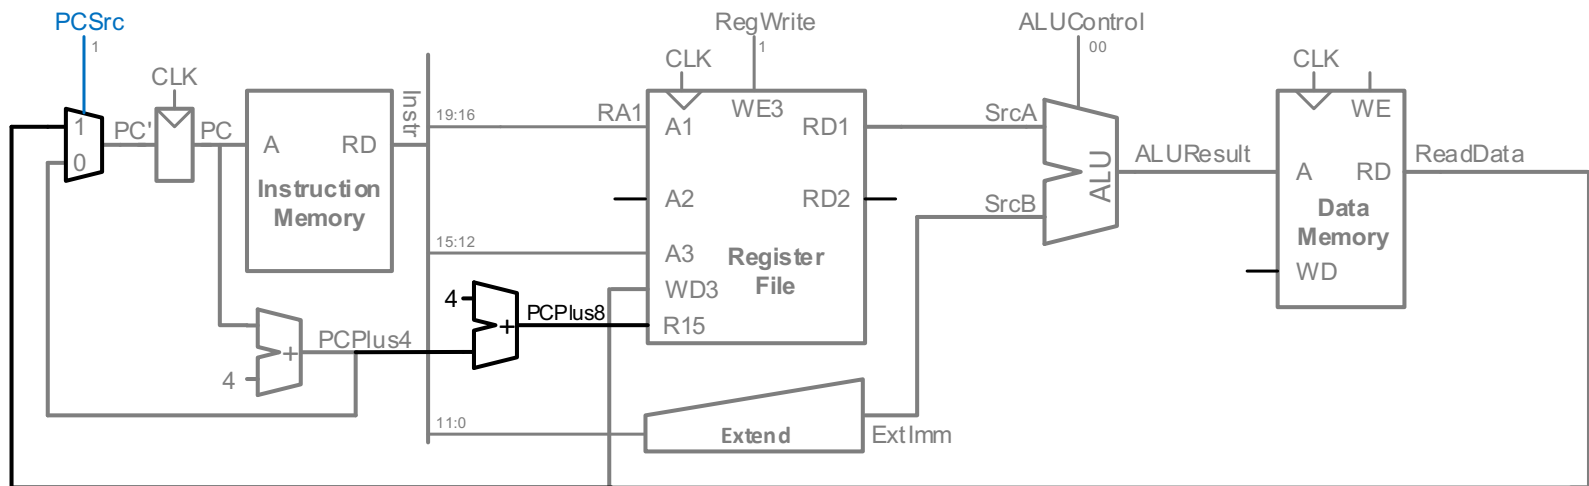 PCSrc
1
RegWrite
1
ALUControl
00
CLK
CLK
CLK
1
0
PC'
PC
A
RD
Instruction
Memory
Instr
19:16
RA1
A1
WE3
RD1
SrcA
ALU
ALUResult
WE
A
RD
ReadData
Data
Memory
WD
A2
RD2
SrcB
15:12
A3
Register
File
WD3
R15
4
+
PCPlus8
+
PCPlus4
4
11:0
Extend
ExtImm